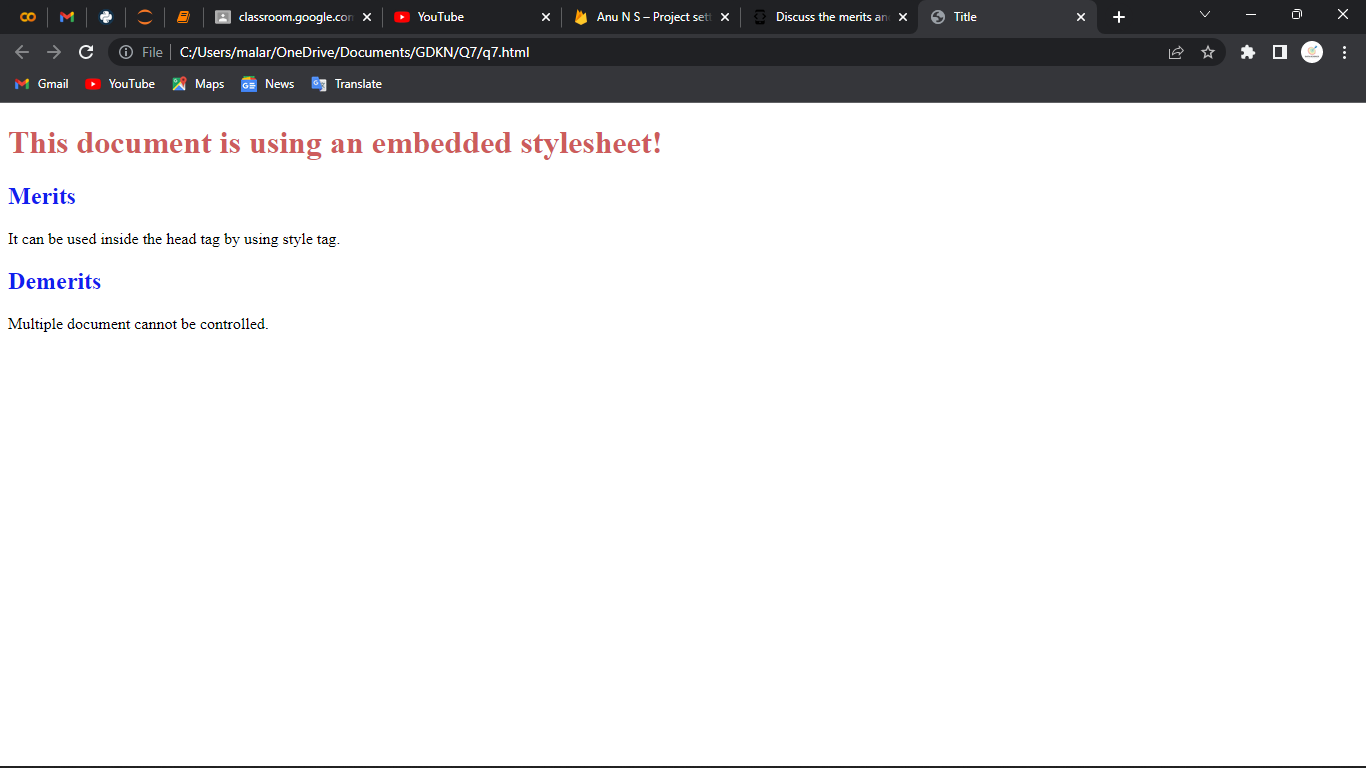 classroom.google.con
YouTube
Anu N S – Project sett
Discuss the merits an
Title
File
C:/Users/malar/OneDrive/Documents/GDKN/Q7/q7.html
Gmail
YouTube
Maps
News
Translate
This document is using an embedded stylesheet!
Merits
It can be used inside the head tag by using style tag.
Demerits
Multiple document cannot be controlled.